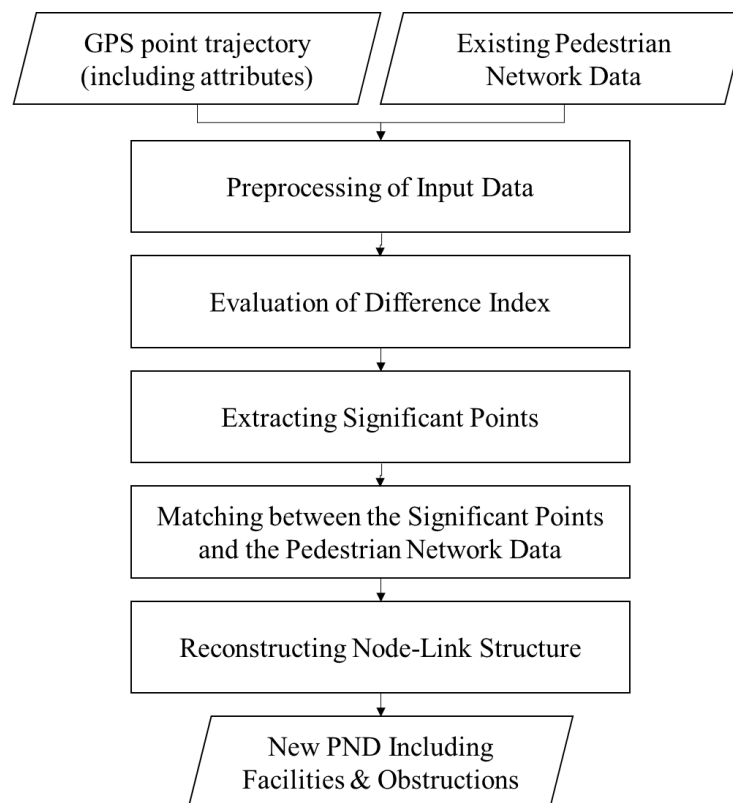 GPS point trajectory
(including attributes)
Existing Pedestrian
Network Data
Preprocessing of Input Data
Evaluation of Difference Index
Extracting Significant Points
Matching between the Significant Points
and the Pedestrian Network Data
Reconstructing Node-Link Structure
New PND Including
Facilities & Obstructions